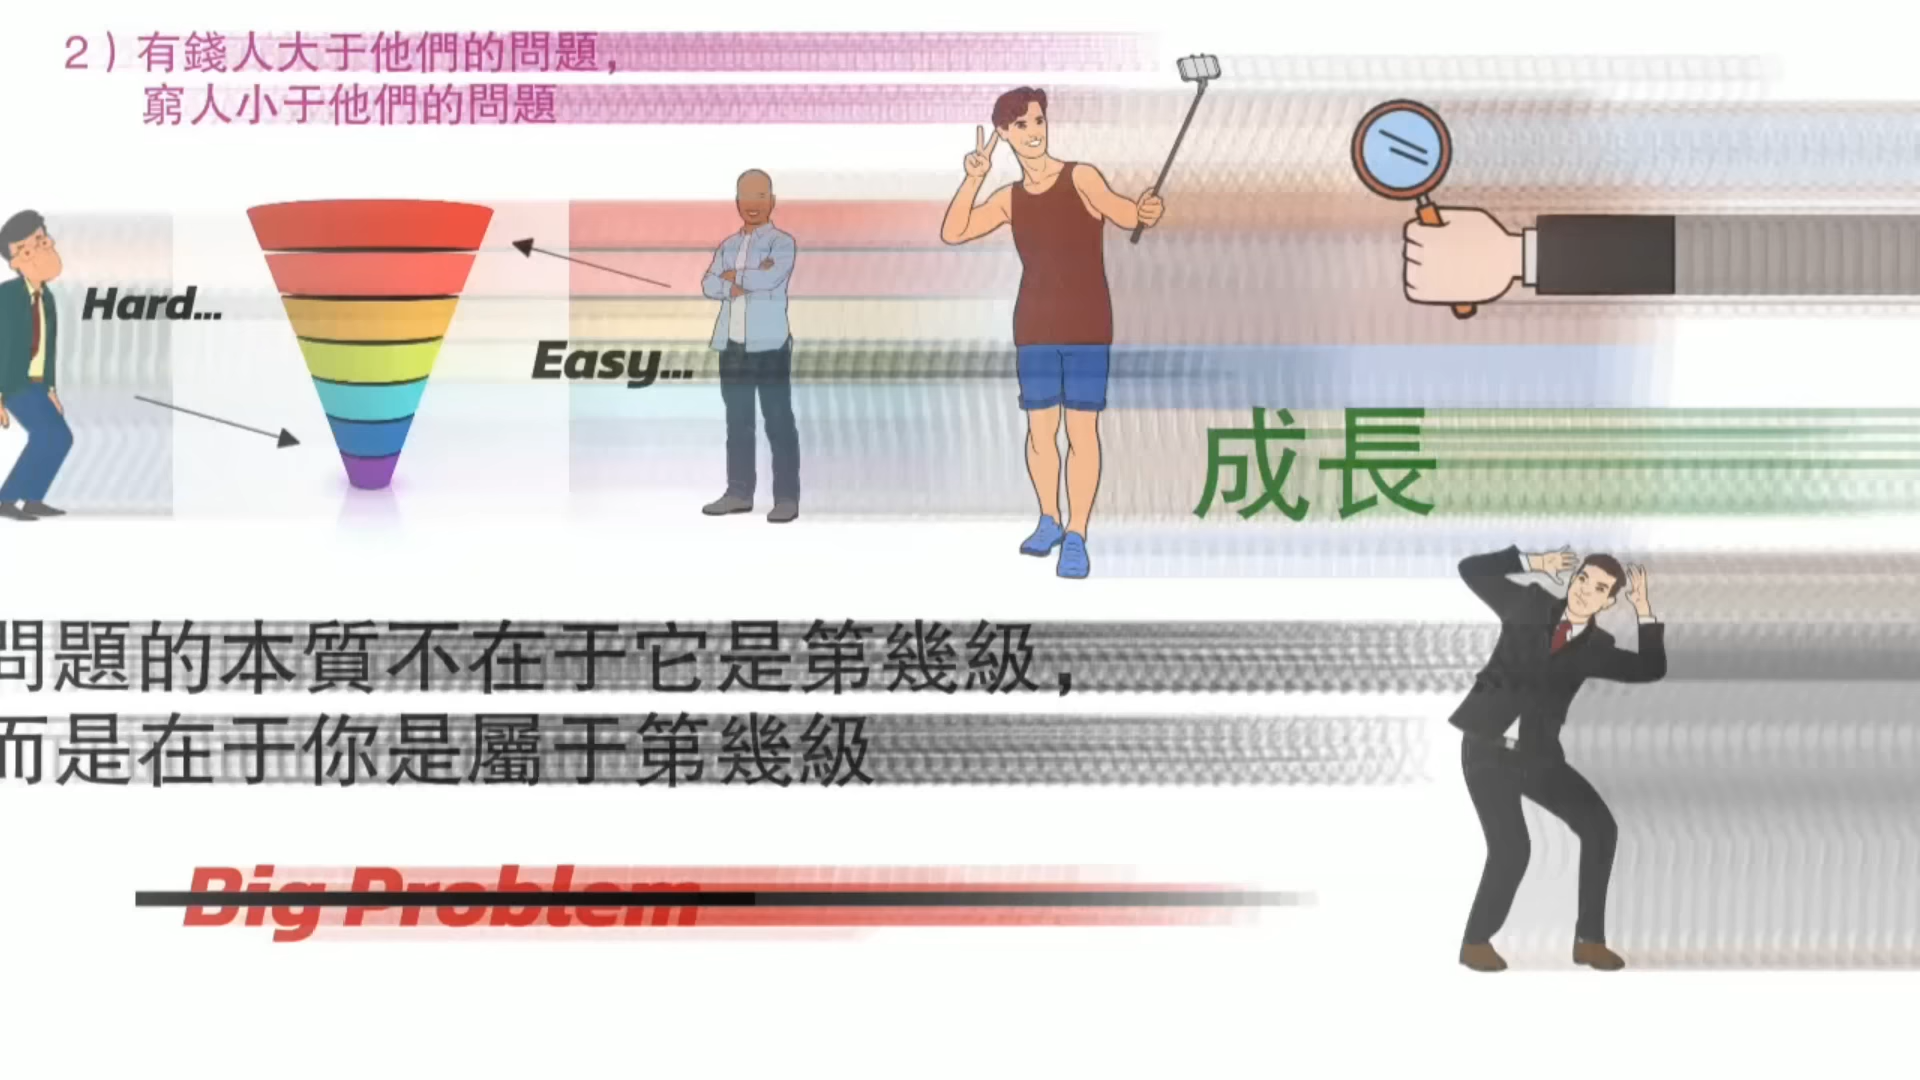 2）有錢人大于他們的問題，
窮人小于他們的問題
Hard...
Easy...
成長
問題的本質不在于它是第幾級，
而是在于你是屬于第幾級
Big Problem